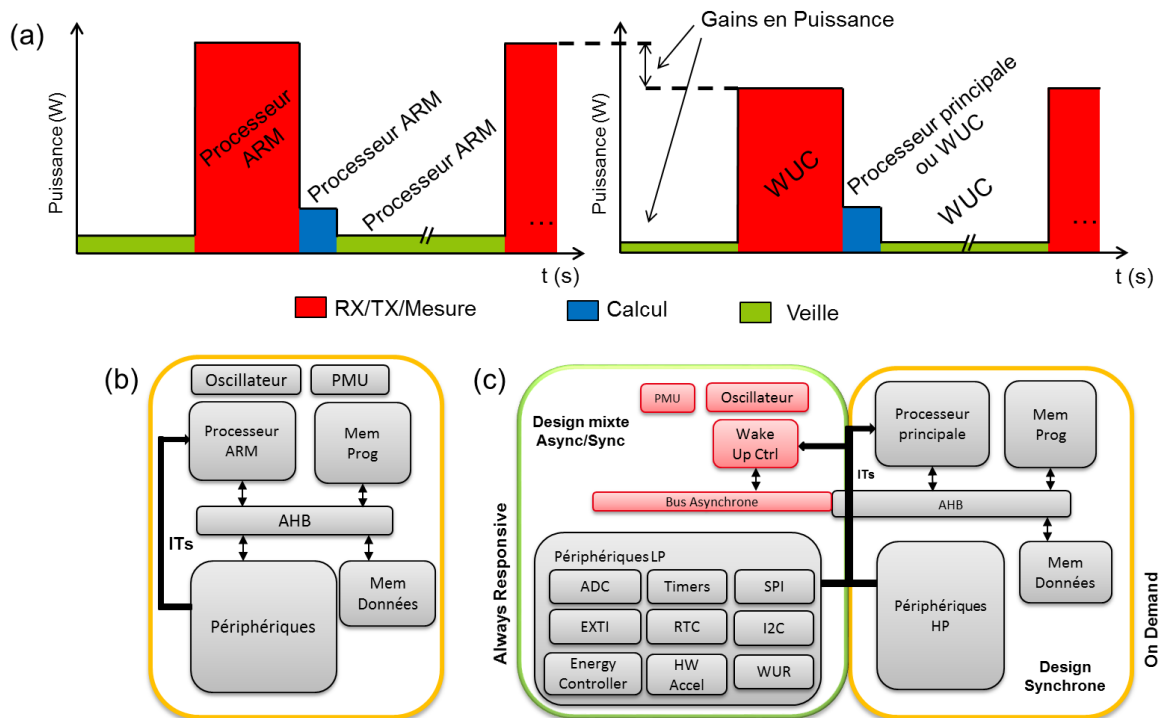 (a)
Puissance (W)
Processeur
ARM
Processeur ARM
Processeur ARM
...
t (s)
Gains en Puissance
Puissance (W)
WUC
Processeur principale
ou WUC
WUC
...
t (s)
RX/TX/Mesure
Calcul
Veille
(b)
Oscillateur
PMU
Processeur
ARM
Mem
Prog
AHB
ITs
Périphériques
Mem
Données
(c)
Always Responsive
Design mixte
Async/Sync
PMU
Oscillateur
Wake
Up Ctrl
Bus Asynchrone
Périphériques LP
ADC
Timers
SPI
EXTI
RTC
I2C
Energy
Controller
HW
Accel
WUR
ITs
Processeur
principale
Mem
Prog
AHB
Mem
Données
Périphériques
HP
Design
Synchrone
On Demand